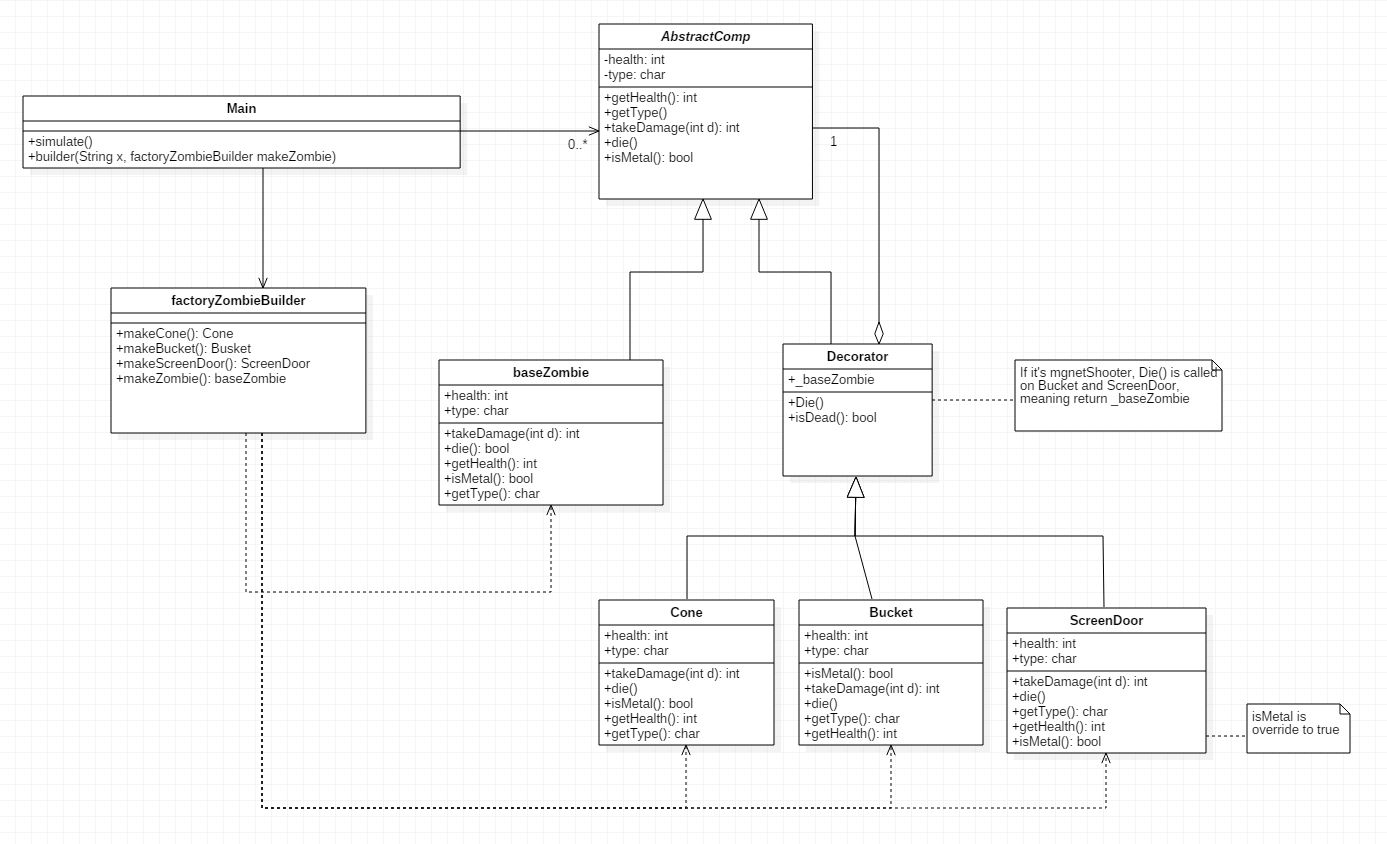 AbstractComp
-health: int
-type: char
+getHealth(): int
+getType()
+takeDamage(int d): int
+die()
+isMetal(): bool
Main
+simulate()
+builder(String x, factoryZombieBuilder makeZombie)
0..*
1
factoryZombieBuilder
+makeCone(): Cone
+makeBucket(): Busket
+makeScreenDoor(): ScreenDoor
+makeZombie(): baseZombie
baseZombie
+health: int
+type: char
+takeDamage(int d): int
+die(): bool
+getHealth(): int
+isMetal(): bool
+getType(): char
Decorator
+_baseZombie
+Die()
+isDead(): bool
If it's mgnetShooter, Die() is called
on Bucket and ScreenDoor,
meaning return _baseZombie
Cone
+health: int
+type: char
+takeDamage(int d): int
+die()
+isMetal(): bool
+getHealth(): int
+getType(): char
Bucket
+health: int
+type: char
+isMetal(): bool
+takeDamage(int d): int
+die()
+getType(): char
+getHealth(): int
ScreenDoor
+health: int
+type: char
+takeDamage(int d): int
+die()
+getType(): char
+getHealth(): int
+isMetal(): bool
isMetal is
override to true